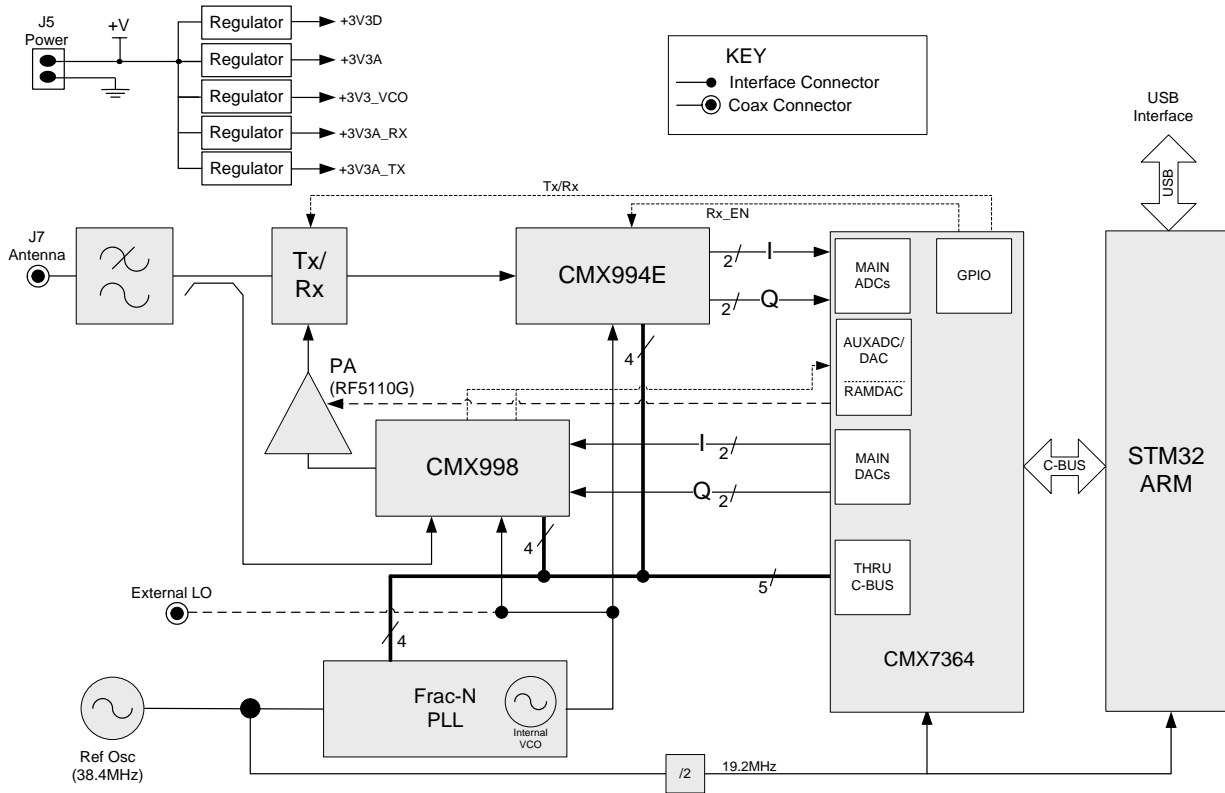 J5
Power
+V
Regulator
+3V3D
Regulator
+3V3A
Regulator
+3V3_VCO
Regulator
+3V3A_RX
Regulator
+3V3A_TX
KEY
Interface Connector
Coax Connector
USB
Interface
USB
Tx/Rx
Rx_EN
J7
Antenna
Tx/
Rx
CMX994E
2
I
2
Q
MAIN
ADCs
GPIO
4
AUXADC/
DAC
RAMDAC
PA
(RF5110G)
CMX998
I
2
Q
2
MAIN
DACs
C-BUS
STM32
ARM
4
5
THRU
C-BUS
External LO
4
CMX7364
Frac-N
PLL
Internal
VCO
Ref Osc
(38.4MHz)
/2
19.2MHz